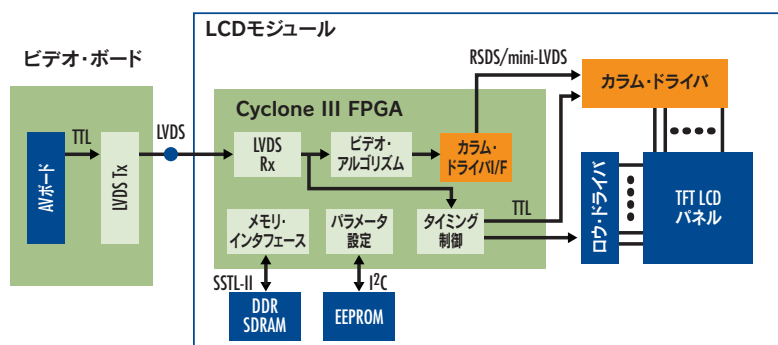 LCDモジュール
ビデオ・ボード
RSDS/mini-LVDS
カラム・ドライバ
Cyclone III FPGA
TTL
LVDS
AVボード
LVDS Tx
LVDS
Rx
ビデオ・
アルゴリズム
カラム・
ドライバI/F
TTL
メモリ・
インタフェース
パラメータ
設定
タイミング
制御
ロウ・ドライバ
TFT LCD
パネル
SSTL-II
I²C
DDR
SDRAM
EEPROM